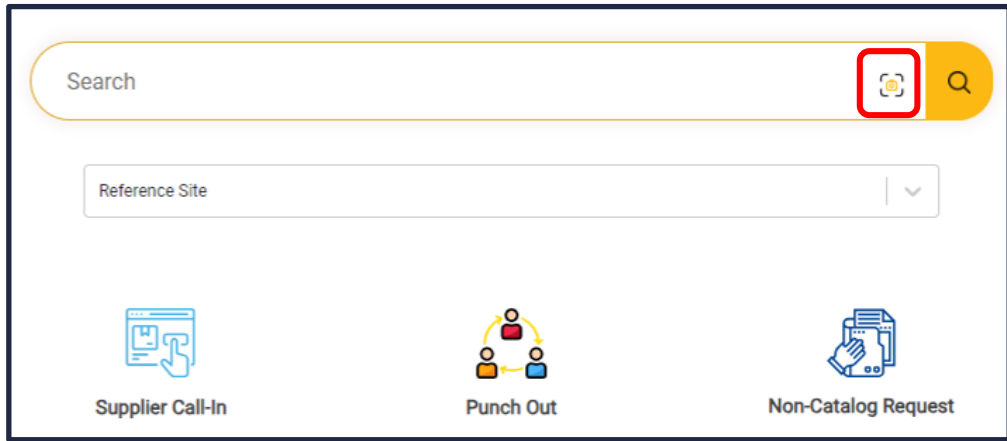 Search
Reference Site
Supplier Call-In
Punch Out
Non-Catalog Request